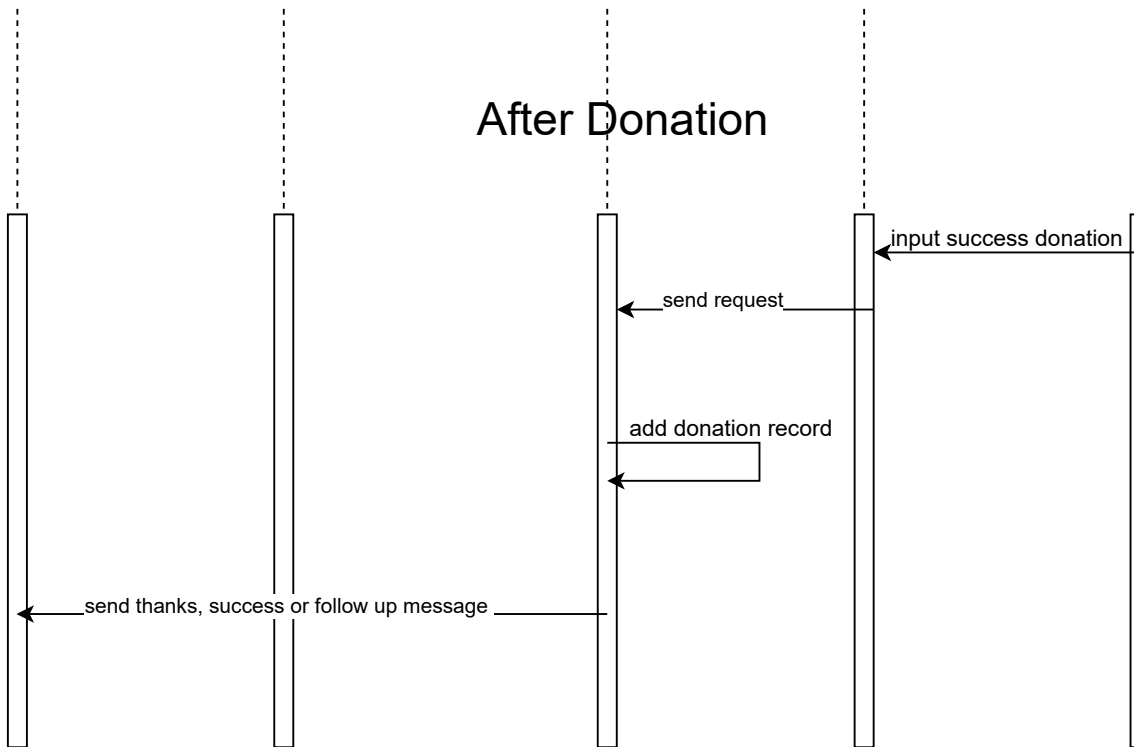 After Donation
input success donation
send request
add donation record
send thanks, success or follow up message